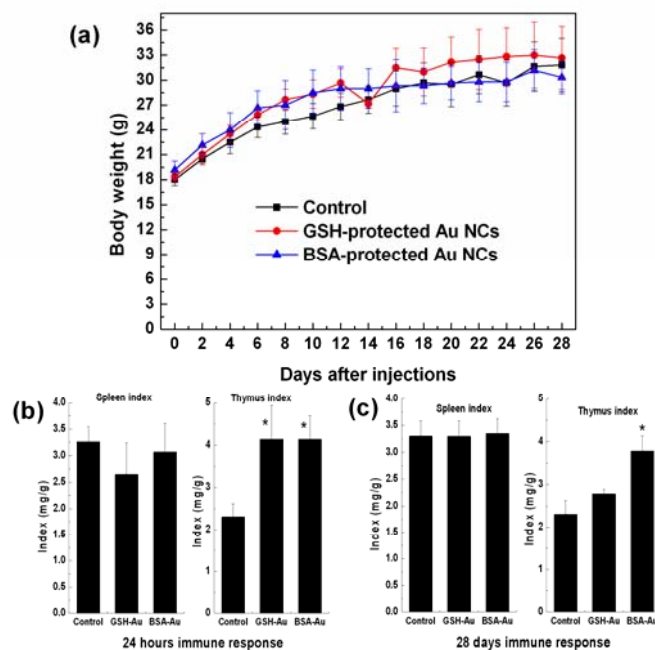 (a)
36
33
30
27
24
21
18
15
12
9
6
3
0
Body weight (g)
Control
GSH-protected Au NCs
BSA-protected Au NCs
0 2 4 6 8 10 12 14 16 18 20 22 24 26 28
Days after injections
(b)
Spleen index
4.0
3.5
3.0
2.5
2.0
1.5
1.0
0.5
0.0
Index (mg/g)
Control GSH-Au BSA-Au
Thymus index
5
4
3
2
1
0
Index (mg/g)
* *
Control GSH-Au BSA-Au
24 hours immune response
(c)
Spleen index
4.0
3.5
3.0
2.5
2.0
1.5
1.0
0.5
0.0
Index (mg/g)
Control GSH-Au BSA-Au
Thymus index
5
4
3
2
1
0
Index (mg/g)
*
Control GSH-Au BSA-Au
28 days immune response